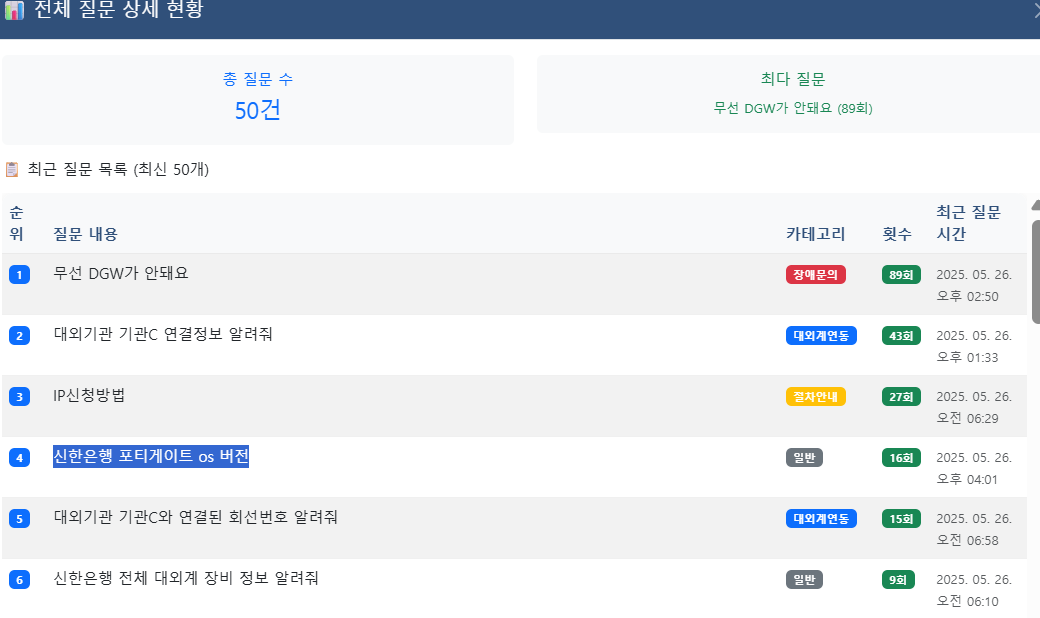 전체 질문 상세 현황
총 질문 수
50건
최다 질문
무선 DGW가 안돼요 (89회)
최근 질문 목록 (최신 50개)
순위 질문 내용 카테고리 횟수 최근 질문 시간
1 무선 DGW가 안돼요 장애문의 89회 2025. 05. 26. 오후 02:50
2 대외기관 기관C 연결정보 알려줘 대외계연동 43회 2025. 05. 26. 오후 01:33
3 IP신청방법 절차안내 27회 2025. 05. 26. 오전 06:29
4 신한은행 포티게이트 os 버전 일반 16회 2025. 05. 26. 오후 04:01
5 대외기관 기관C와 연결된 회선번호 알려줘 대외계연동 15회 2025. 05. 26. 오전 06:58
6 신한은행 전체 대외계 장비 정보 알려줘 일반 9회 2025. 05. 26. 오전 06:10